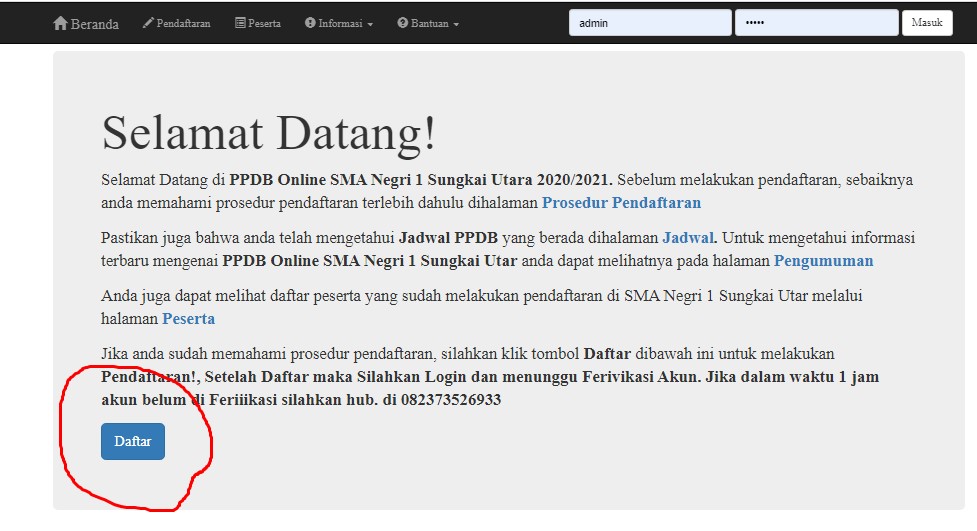 Beranda Pendaftaran Peserta Informasi Bantuan admin ••••• Masuk
Selamat Datang!
Selamat Datang di PPDB Online SMA Negri 1 Sungkai Utara 2020/2021. Sebelum melakukan pendaftaran, sebaiknya
anda memahami prosedur pendaftaran terlebih dahulu dihalaman Prosedur Pendaftaran
Pastikan juga bahwa anda telah mengetahui Jadwal PPDB yang berada dihalaman Jadwal. Untuk mengetahui informasi
terbaru mengenai PPDB Online SMA Negri 1 Sungkai Utar anda dapat melihatnya pada halaman Pengumuman
Anda juga dapat melihat daftar peserta yang sudah melakukan pendaftaran di SMA Negri 1 Sungkai Utar melalui
halaman Peserta
Jika anda sudah memahami prosedur pendaftaran, silahkan klik tombol Daftar dibawah ini untuk melakukan
Pendaftaran!, Setelah Daftar maka Silahkan Login dan menunggu Ferivikasi Akun. Jika dalam waktu 1 jam
akun belum di Feriiikasi silahkan hub. di 082373526933
Daftar